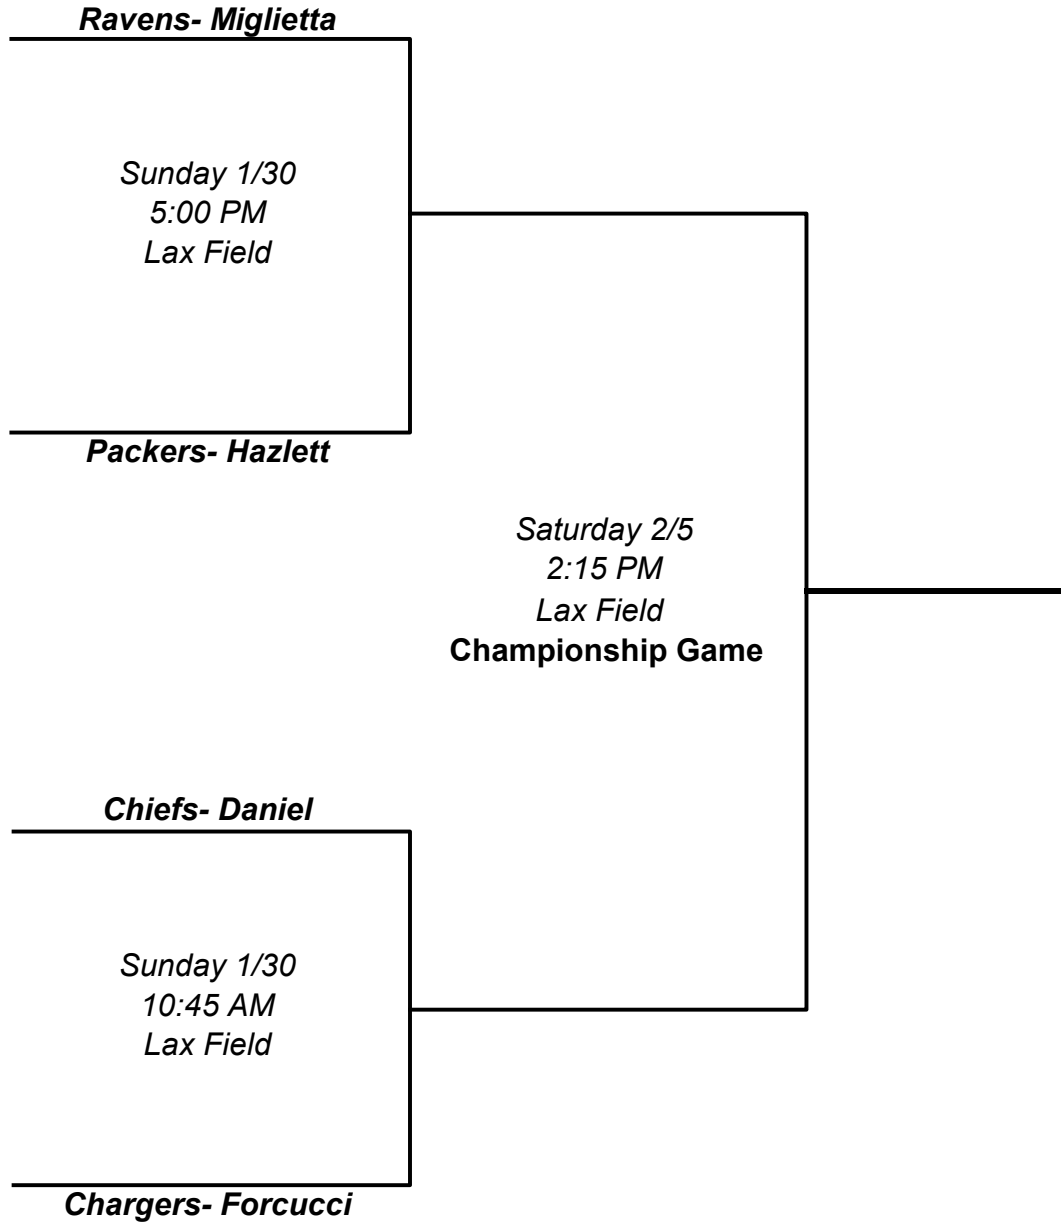 Ravens- Miglietta
Sunday 1/30
5:00 PM
Lax Field
Packers- Hazlett
Saturday 2/5
2:15 PM
Lax Field
Championship Game
Chiefs- Daniel
Sunday 1/30
10:45 AM
Lax Field
Chargers- Forcucci